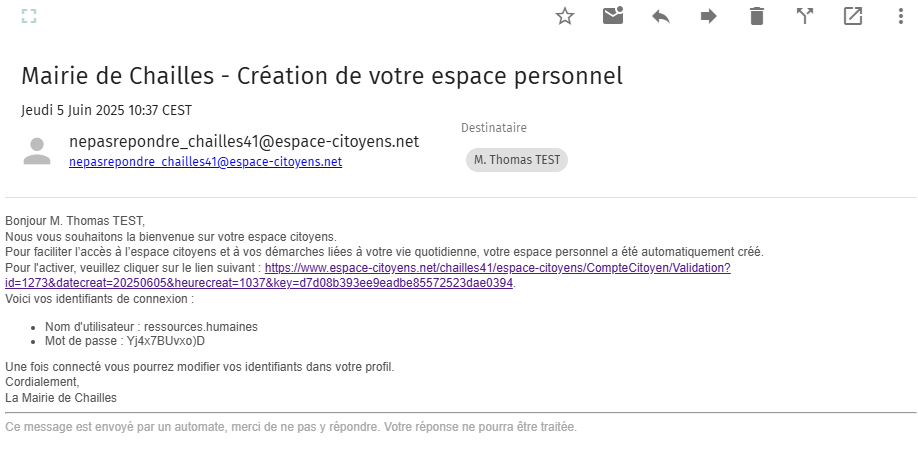 Mairie de Chailles - Création de votre espace personnel
Jeudi 5 Juin 2025 10:37 CEST
nepasrepondre_chailles41@espace-citoyens.net
nepasrepondre_chailles41@espace-citoyens.net
Destinataire
M. Thomas TEST
Bonjour M. Thomas TEST,
Nous vous souhaitons la bienvenue sur votre espace citoyens.
Pour faciliter l'accès à l'espace citoyens et à vos démarches liées à votre vie quotidienne, votre espace personnel a été automatiquement créé.
Pour l'activer, veuillez cliquer sur le lien suivant : https://www.espace-citoyens.net/chailles41/espace-citoyens/CompteCitoyen/Validation?
id=1273&datecreat=20250605&heurecreat=1037&key=d7d08b393ee9eadbe85572523dae0394.
Voici vos identifiants de connexion :
• Nom d'utilisateur : ressources.humaines
• Mot de passe : Yj4x7BUvxo)D
Une fois connecté vous pourrez modifier vos identifiants dans votre profil.
Cordialement,
La Mairie de Chailles
Ce message est envoyé par un automate, merci de ne pas y répondre. Votre réponse ne pourra être traitée.